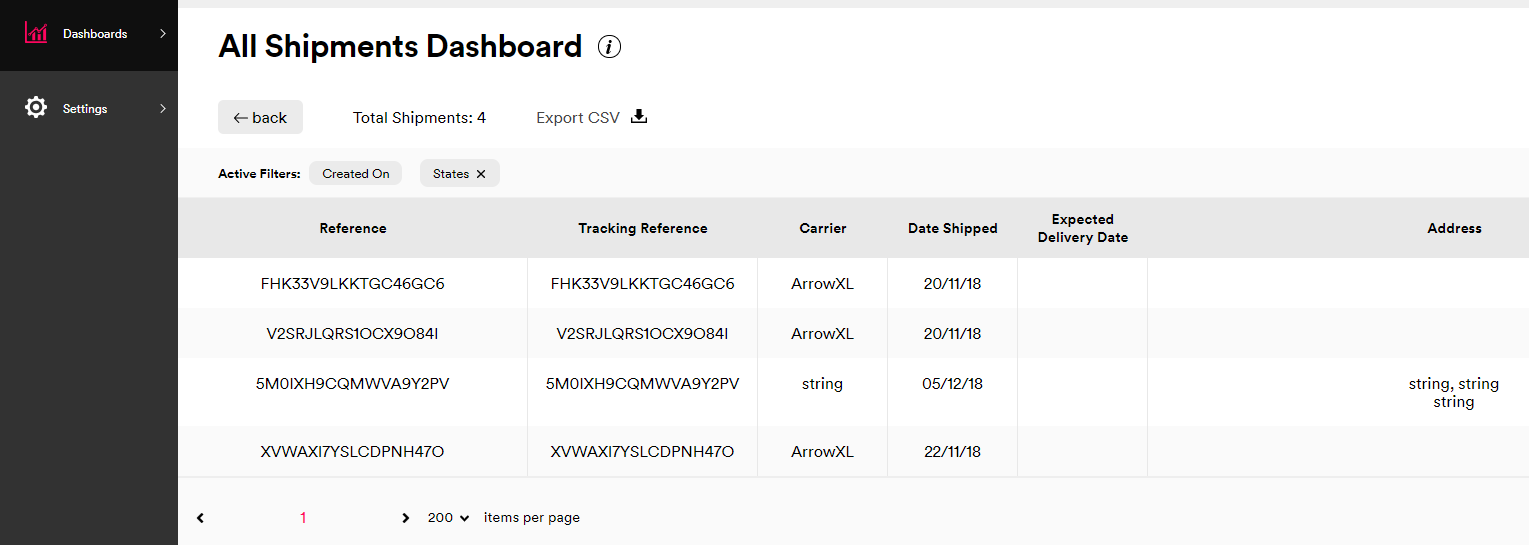 Dashboards
Settings
All Shipments Dashboard
back
Total Shipments: 4
Export CSV
Active Filters:
Created On
States
Reference
Tracking Reference
Carrier
Date Shipped
Expected
Delivery Date
Address
FHK33V9LKKTGC46GC6 FHK33V9LKKTGC46GC6 ArrowXL 20/11/18
V2SRJLQRS1OCX9O84I V2SRJLQRS1OCX9O84I ArrowXL 20/11/18
5M0IXH9CQMWVA9Y2PV 5M0IXH9CQMWVA9Y2PV string 05/12/18 string, string
string
XVWAXI7YSLCDPNH47O XVWAXI7YSLCDPNH47O ArrowXL 22/11/18
1 200 items per page